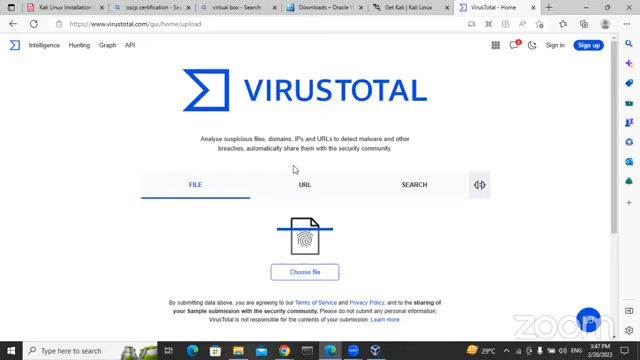 Kali Linux Installation G
oscp certification - Se
virtual box - Search
Downloads – Oracle V
Get Kali | Kali Linux
VirusTotal - Home
https://www.virustotal.com/gui/home/upload
Intelligence
Hunting
Graph
API
Sign in
Sign up
VIRUSTOTAL
Analyse suspicious files, domains, IPs and URLs to detect malware and other
breaches, automatically share them with the security community.
FILE
URL
SEARCH
Choose file
By submitting data above, you are agreeing to our Terms of Service and Privacy Policy, and to the sharing of
your Sample submission with the security community. Please do not submit any personal information;
VirusTotal is not responsible for the contents of your submission. Learn more.
zoom
Type here to search
29°C
ENG
3:47 PM
2/20/2023